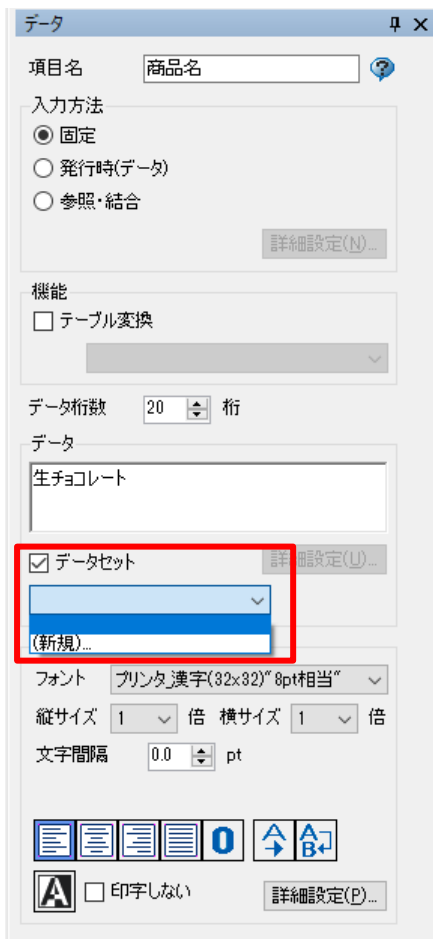 データ
項目名 商品名
入力方法
固定
発行時(データ)
参照・結合
詳細設定(N)...
機能
テーブル変換
データ桁数 20 桁
データ
生チョコレート
データセット 詳細設定(U)...
(新規)...
フォント プリンタ_漢字(32x32)"8pt相当"
縦サイズ 1 倍 横サイズ 1 倍
文字間隔 0.0 pt
0 A AB
A 印字しない 詳細設定(P)...